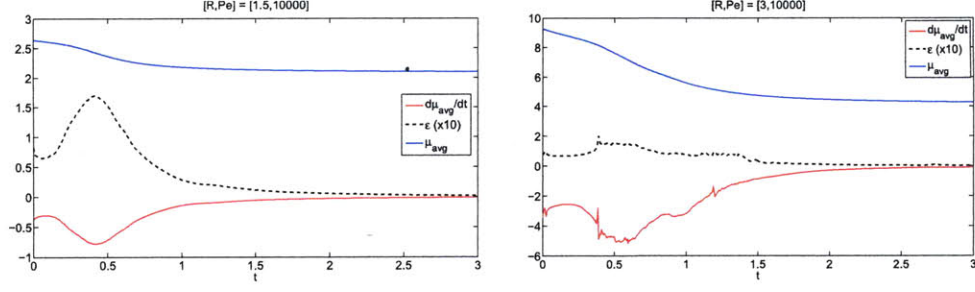 [R,Pe] = [1.5,10000]
3
2.5
2
1.5
1
0.5
0
−0.5
−1
dμavg/dt
ε (x10)
μavg
0 0.5 1 1.5 2 2.5 3
t
[R,Pe] = [3,10000]
10
8
6
4
2
0
−2
−4
−6
dμavg/dt
ε (x10)
μavg
0 0.5 1 1.5 2 2.5 3
t